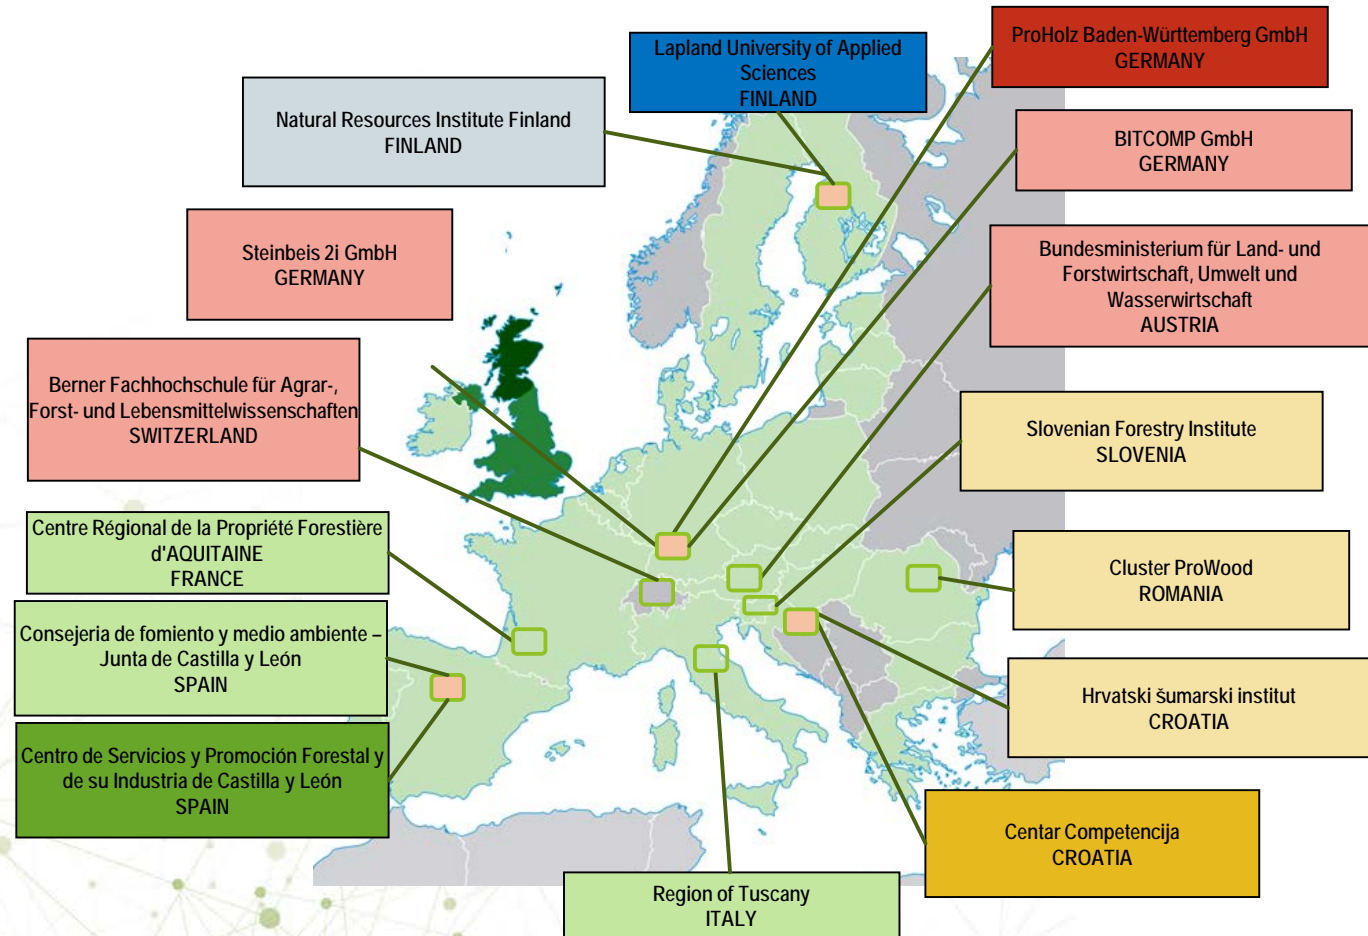 Lapland University of Applied
Sciences
FINLAND
ProHolz Baden-Württemberg GmbH
GERMANY
Natural Resources Institute Finland
FINLAND
BITCOMP GmbH
GERMANY
Steinbeis 2i GmbH
GERMANY
Bundesministerium für Land- und
Forstwirtschaft, Umwelt und
Wasserwirtschaft
AUSTRIA
Berner Fachhochschule für Agrar-,
Forst- und Lebensmittelwissenschaften
SWITZERLAND
Slovenian Forestry Institute
SLOVENIA
Centre Régional de la Propriété Forestière
d'AQUITAINE
FRANCE
Cluster ProWood
ROMANIA
Consejeria de fomiento y medio ambiente –
Junta de Castilla y León
SPAIN
Hrvatski šumarski institut
CROATIA
Centro de Servicios y Promoción Forestal y
de su Industria de Castilla y León
SPAIN
Centar Competencija
CROATIA
Region of Tuscany
ITALY